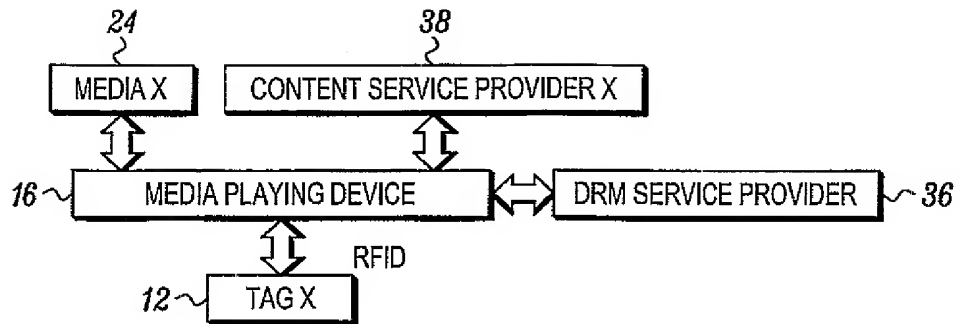 24
38
MEDIA X
CONTENT SERVICE PROVIDER X
16
MEDIA PLAYING DEVICE
DRM SERVICE PROVIDER
36
RFID
12
TAG X